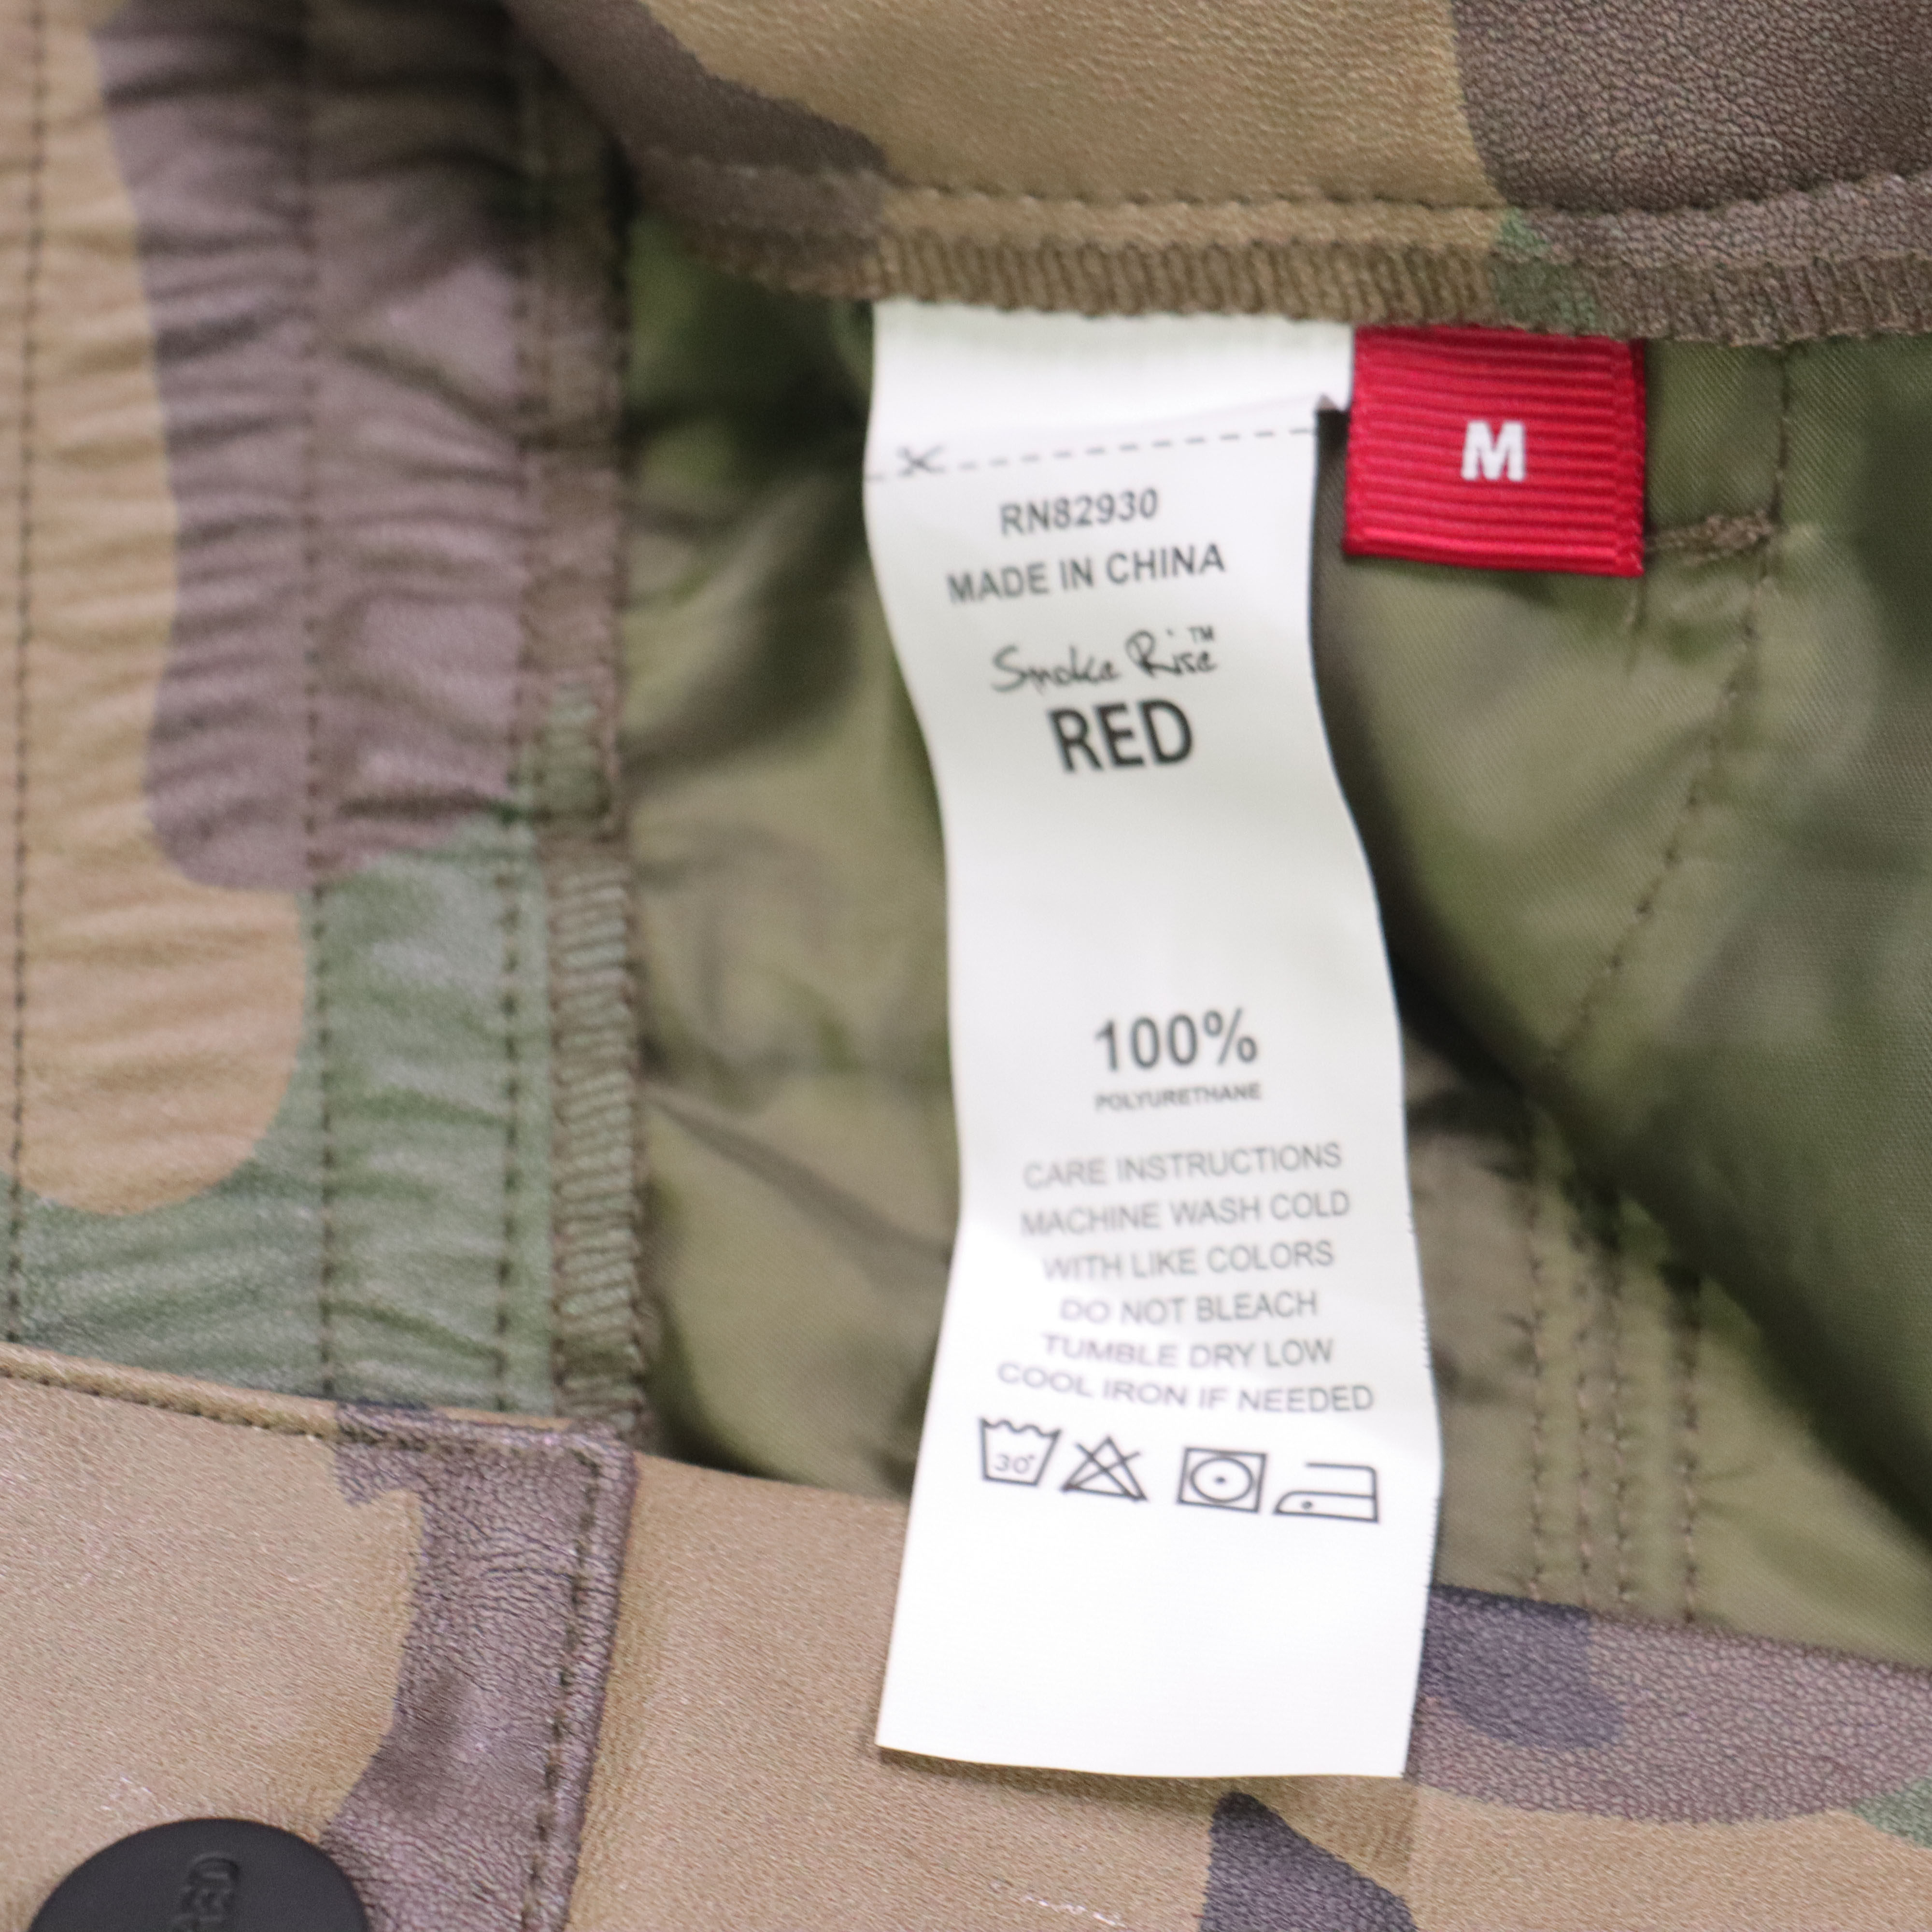 M
RN82930
MADE IN CHINA
Smoke Rise™
RED
100%
POLYURETHANE
CARE INSTRUCTIONS
MACHINE WASH COLD
WITH LIKE COLORS
DO NOT BLEACH
TUMBLE DRY LOW
COOL IRON IF NEEDED
30°